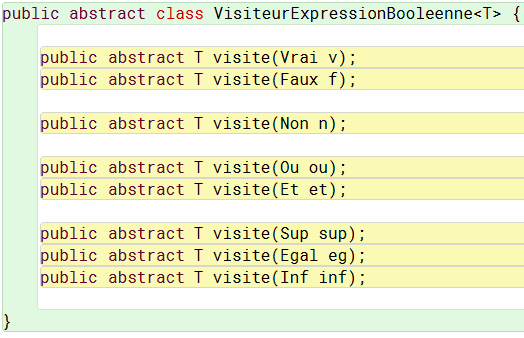 public abstract class VisiteurExpressionBooleenne<T> {
public abstract T visite(Vrai v);
public abstract T visite(Faux f);
public abstract T visite(Non n);
public abstract T visite(Ou ou);
public abstract T visite(Et et);
public abstract T visite(Sup sup);
public abstract T visite(Egal eg);
public abstract T visite(Inf inf);
}